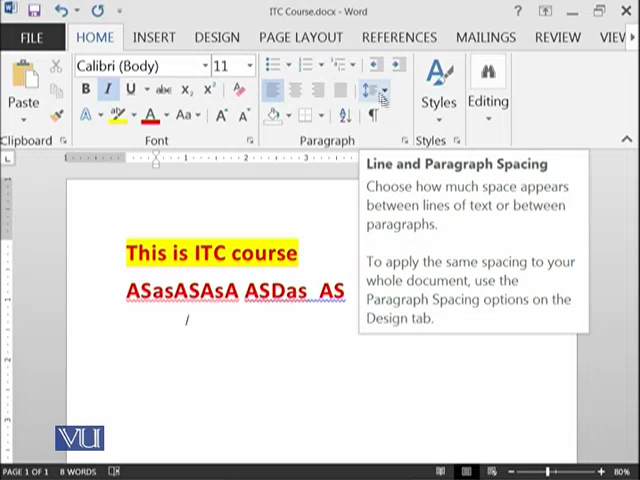 ITC Course.docx - Word
FILE HOME INSERT DESIGN PAGE LAYOUT REFERENCES MAILINGS REVIEW VIEW
Calibri (Body) 11
Paste
B I U abc X₂ X²
A A Aa A A
Styles
Editing
Clipboard Font Paragraph Styles
1 2 3
Line and Paragraph Spacing
Choose how much space appears
between lines of text or between
paragraphs.
To apply the same spacing to your
whole document, use the
Paragraph Spacing options on the
Design tab.
This is ITC course
ASasASAsA ASDas AS
VU
PAGE 1 OF 1 8 WORDS 80%